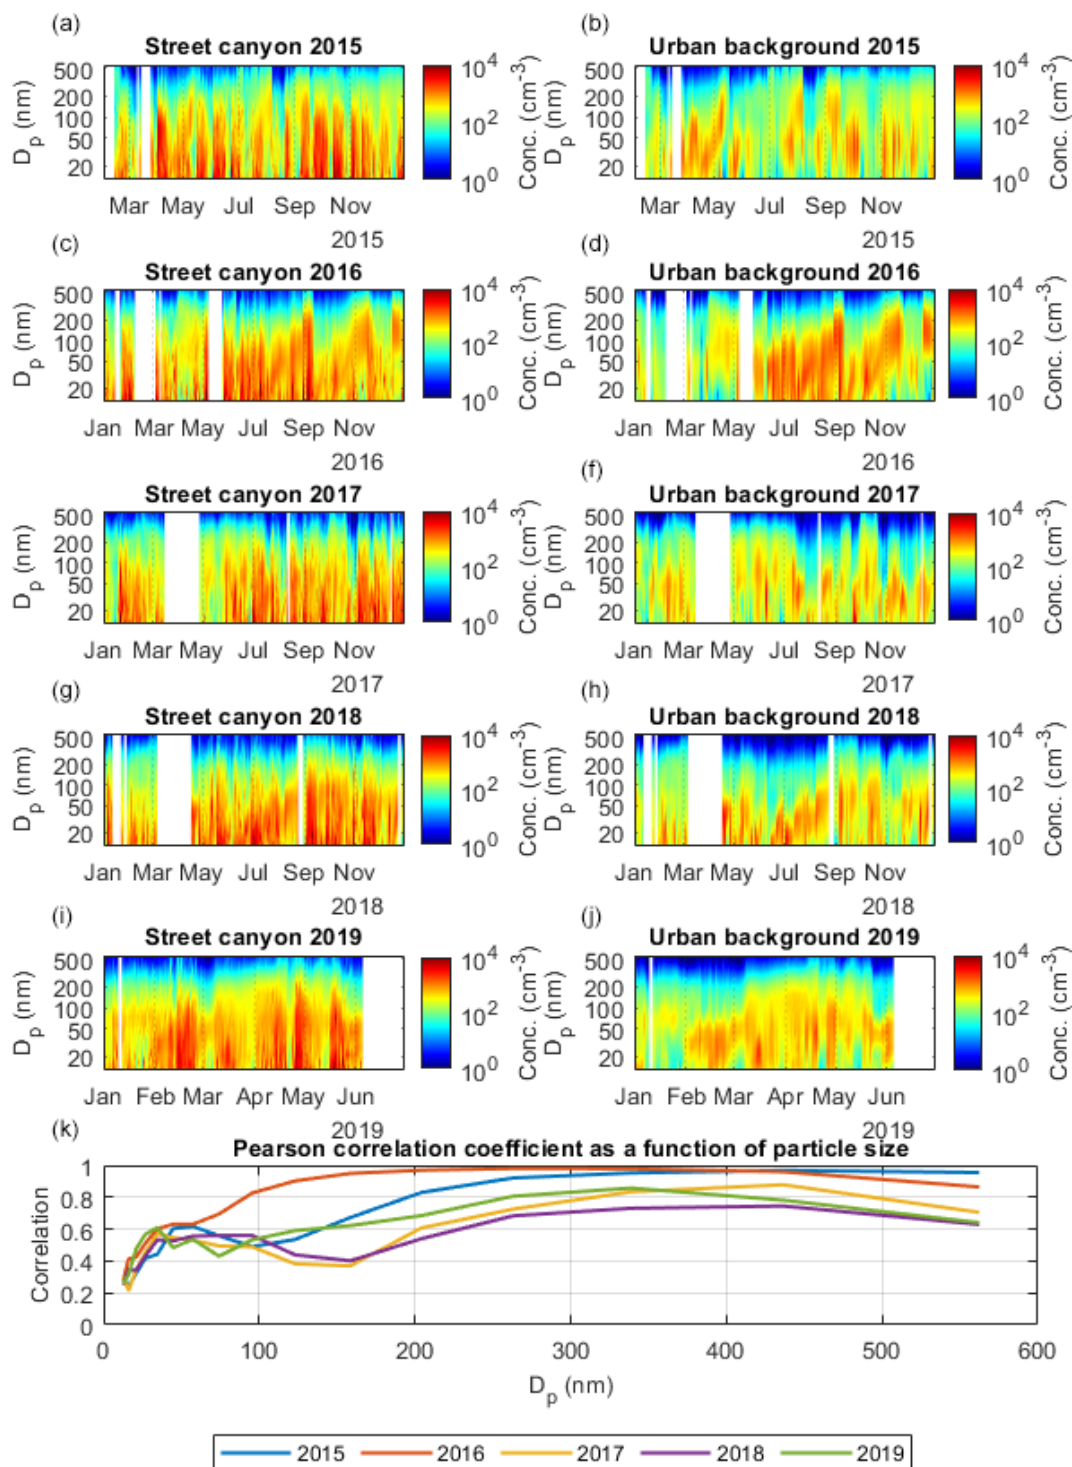 (a) (b)
Street canyon 2015 Urban background 2015
500 200 100 50 20
D_p (nm)
10^4 10^2 10^0
Conc. (cm^-3)
500 200 100 50 20
D_p (nm)
10^4 10^2 10^0
Conc. (cm^-3)
Mar May Jul Sep Nov
2015
Mar May Jul Sep Nov
2015
(c) (d)
Street canyon 2016 Urban background 2016
500 200 100 50 20
D_p (nm)
10^4 10^2 10^0
Conc. (cm^-3)
500 200 100 50 20
D_p (nm)
10^4 10^2 10^0
Conc. (cm^-3)
Jan Mar May Jul Sep Nov
2016
Jan Mar May Jul Sep Nov
2016
(e) (f)
Street canyon 2017 Urban background 2017
500 200 100 50 20
D_p (nm)
10^4 10^2 10^0
Conc. (cm^-3)
500 200 100 50 20
D_p (nm)
10^4 10^2 10^0
Conc. (cm^-3)
Jan Mar May Jul Sep Nov
2017
Jan Mar May Jul Sep Nov
2017
(g) (h)
Street canyon 2018 Urban background 2018
500 200 100 50 20
D_p (nm)
10^4 10^2 10^0
Conc. (cm^-3)
500 200 100 50 20
D_p (nm)
10^4 10^2 10^0
Conc. (cm^-3)
Jan Mar May Jul Sep Nov
2018
Jan Mar May Jul Sep Nov
2018
(i) (j)
Street canyon 2019 Urban background 2019
500 200 100 50 20
D_p (nm)
10^4 10^2 10^0
Conc. (cm^-3)
500 200 100 50 20
D_p (nm)
10^4 10^2 10^0
Conc. (cm^-3)
Jan Feb Mar Apr May Jun
2019
Jan Feb Mar Apr May Jun
2019
(k)
Pearson correlation coefficient as a function of particle size
1
0.8
0.6
0.4
0.2
0
Correlation
0 100 200 300 400 500 600
D_p (nm)
2015 2016 2017 2018 2019